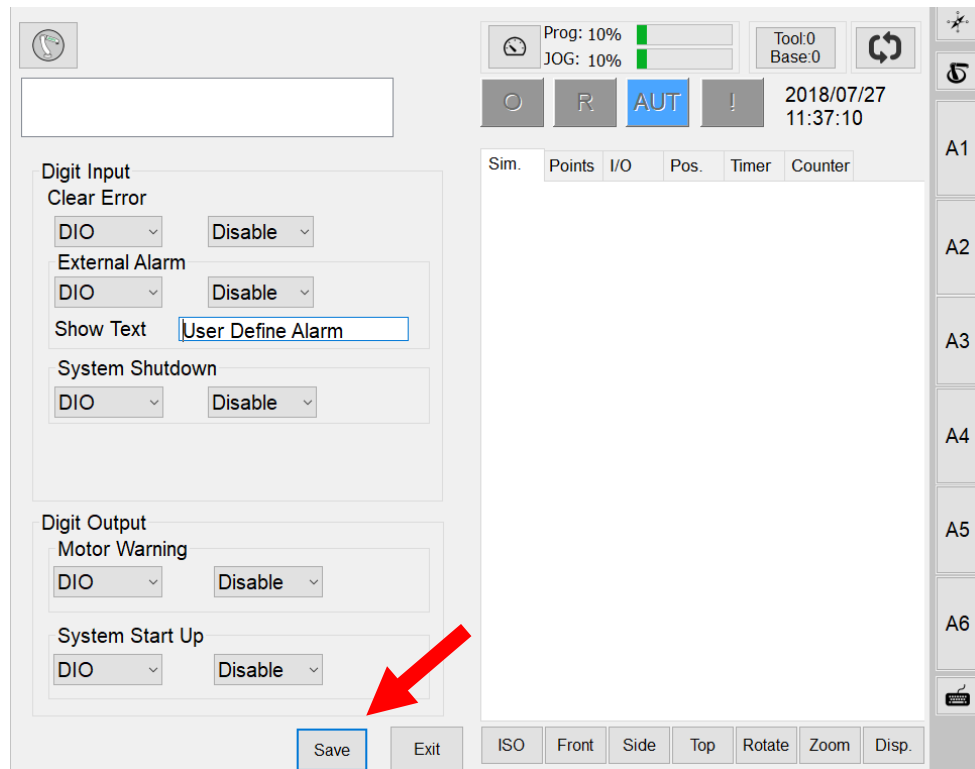 Prog: 10%
JOG: 10%
Tool:0
Base:0
O R AUT !
2018/07/27
11:37:10
Digit Input
Clear Error
DIO Disable
External Alarm
DIO Disable
Show Text User Define Alarm
System Shutdown
DIO Disable
Digit Output
Motor Warning
DIO Disable
System Start Up
DIO Disable
Save Exit
Sim. Points I/O Pos. Timer Counter
ISO Front Side Top Rotate Zoom Disp.
A1
A2
A3
A4
A5
A6